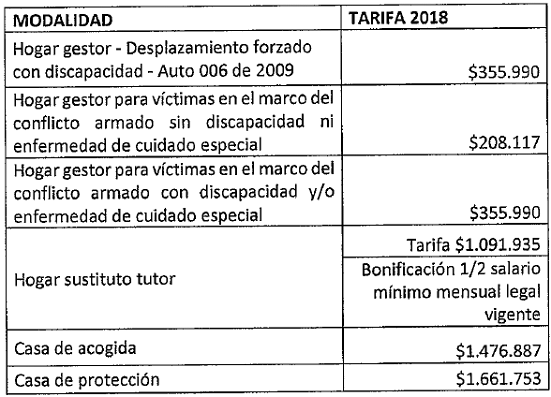 MODALIDAD TARIFA 2018
Hogar gestor - Desplazamiento forzado
con discapacidad - Auto 006 de 2009 $355.990
Hogar gestor para víctimas en el marco del
conflicto armado sin discapacidad ni
enfermedad de cuidado especial $208.117
Hogar gestor para víctimas en el marco del
conflicto armado con discapacidad y/o
enfermedad de cuidado especial $355.990
Hogar sustituto tutor
Tarifa $1.091.935
Bonificación 1/2 salario
mínimo mensual legal
vigente
Casa de acogida $1.476.887
Casa de protección $1.661.753